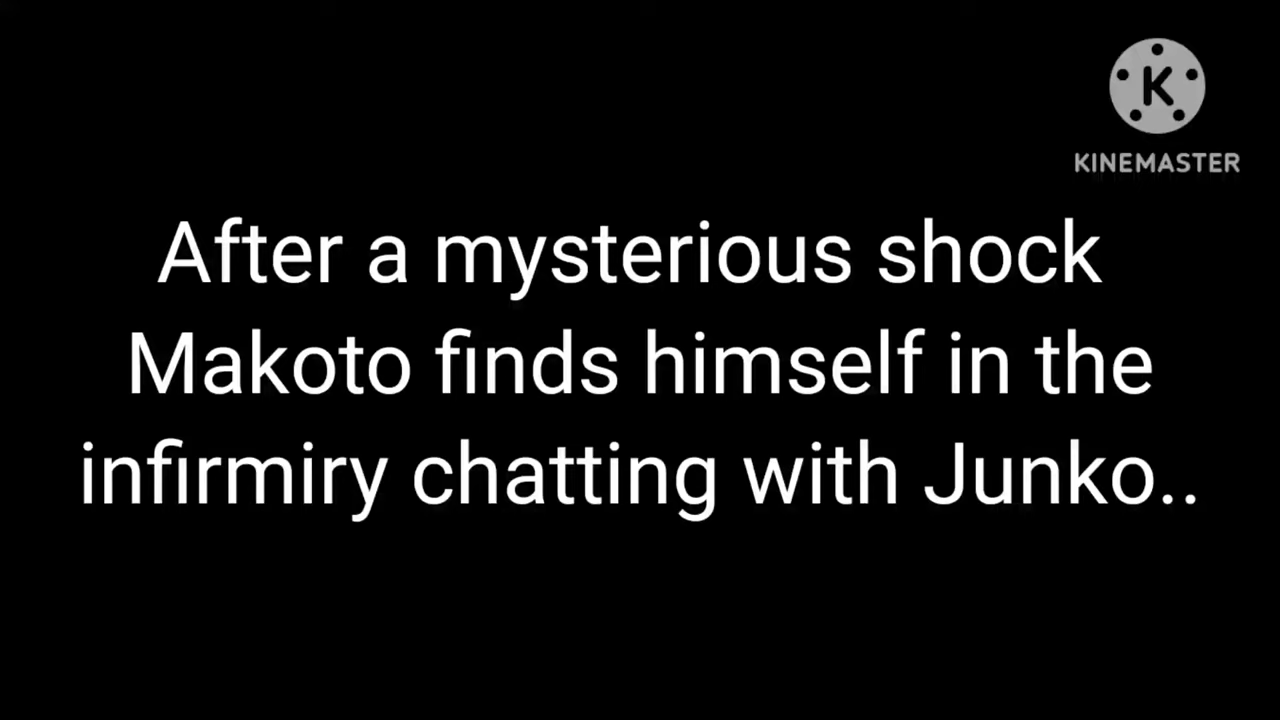 K
KINEMASTER
After a mysterious shock
Makoto finds himself in the
infirmiry chatting with Junko..